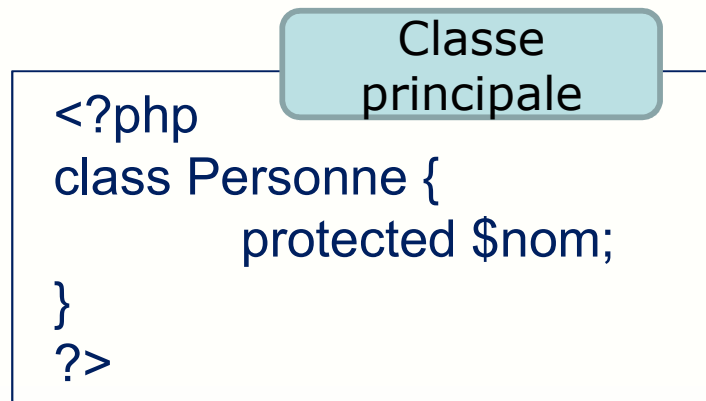 Classe
principale
<?php
class Personne {
protected $nom;
}
?>